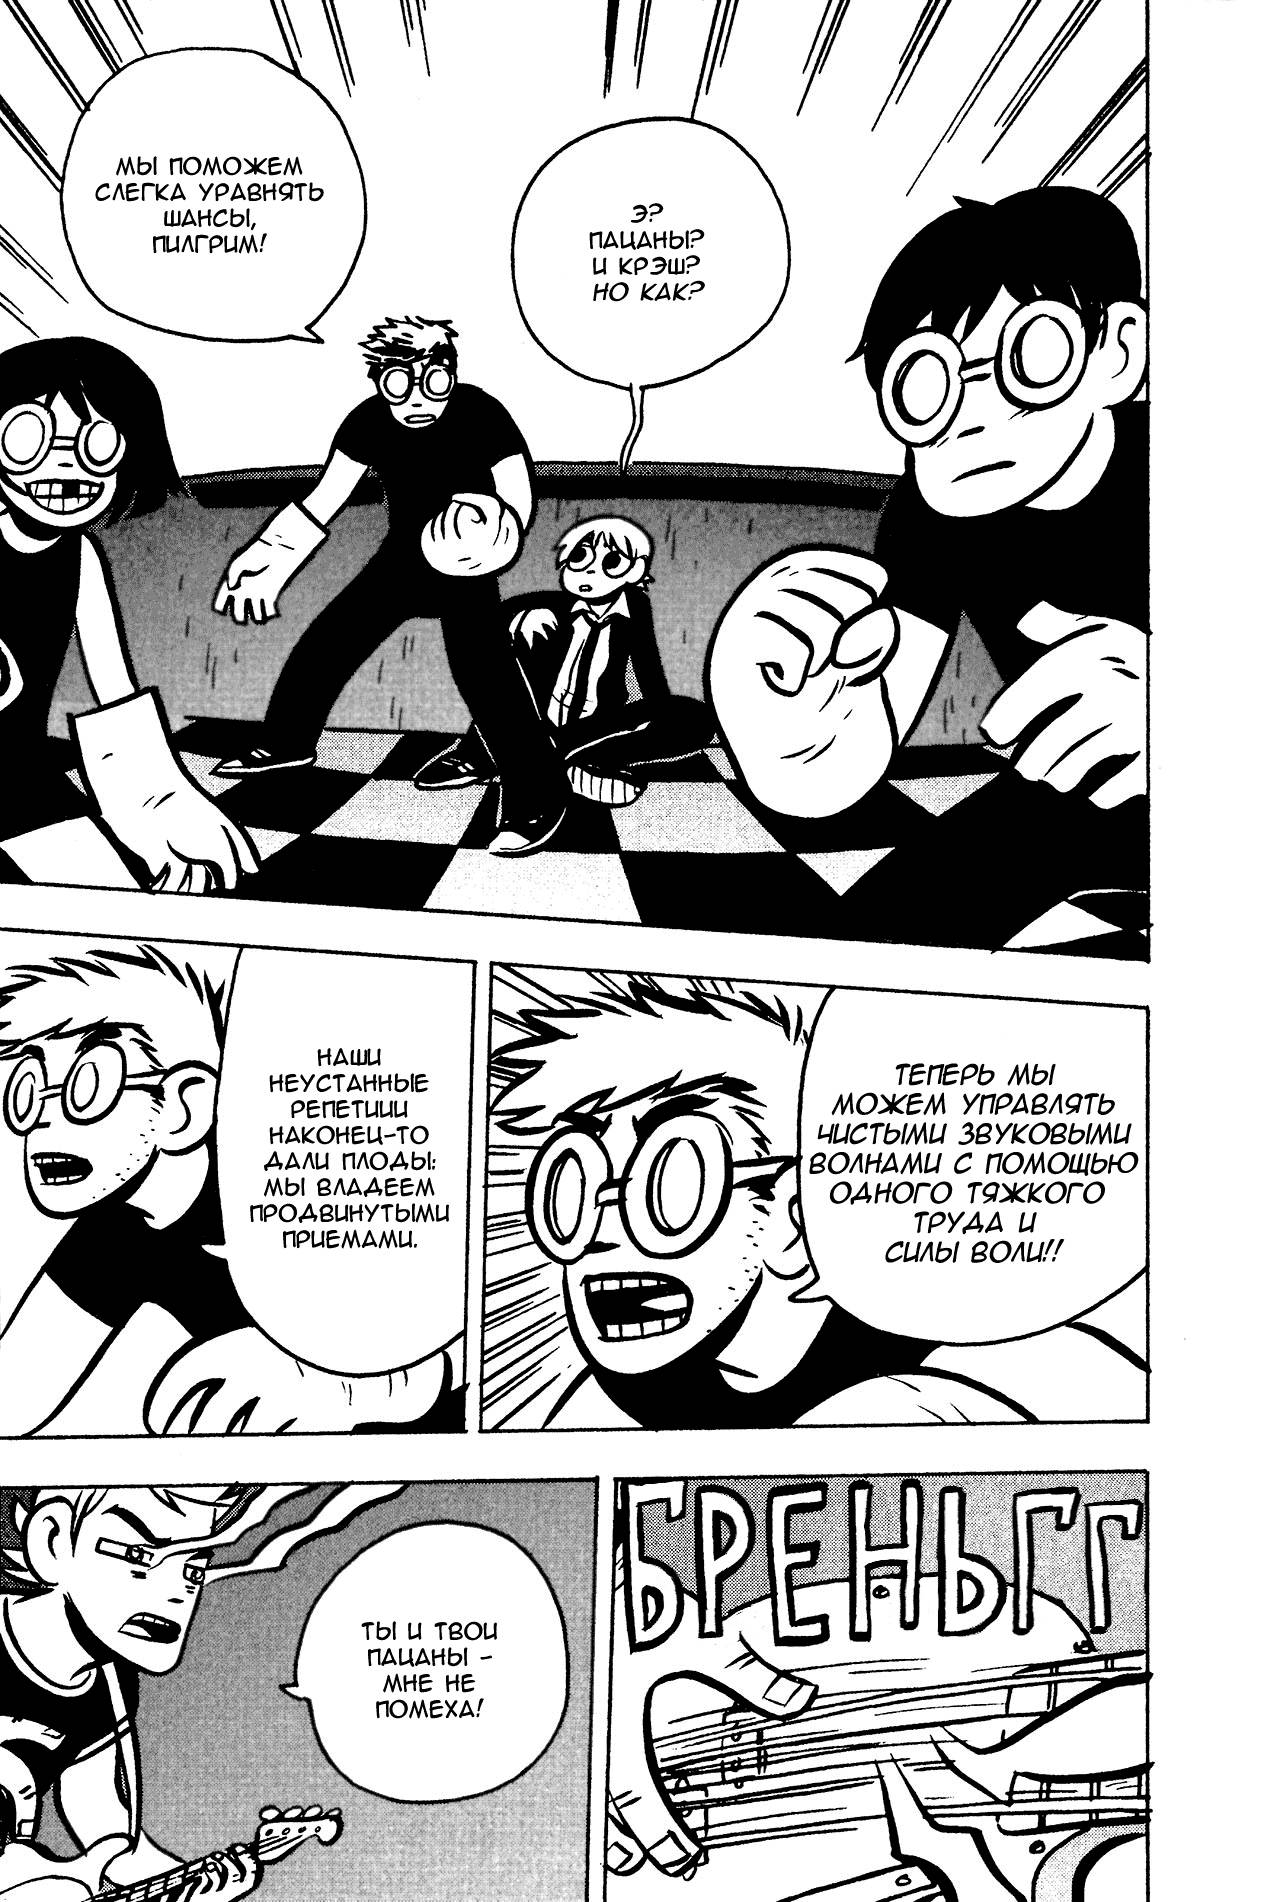 МЫ ПОМОЖЕМ
СЛЕГКА УРАВНЯТЬ
ШАНСЫ,
ПИЛГРИМ!
Э?
ПАЦАНЫ?
И КРЭШ?
НО КАК?
НАШИ
НЕУСТАННЫЕ
РЕПЕТИИИ
НАКОНЕЦ-ТО
ДАЛИ ПЛОДЫ:
МЫ ВЛАДЕЕМ
ПРОДВИНУТЫМИ
ПРИЕМАМИ.
ТЕПЕРЬ МЫ
МОЖЕМ УПРАВЛЯТЬ
ЧИСТЫМИ ЗВУКОВЫМИ
ВОЛНАМИ С ПОМОЩЬЮ
ОДНОГО ТЯЖКОГО
ТРУДА И
СИЛЫ ВОЛИ!!
ТЫ И ТВОИ
ПАЦАНЫ –
МНЕ НЕ
ПОМЕХА!
БРЕНЬГГ